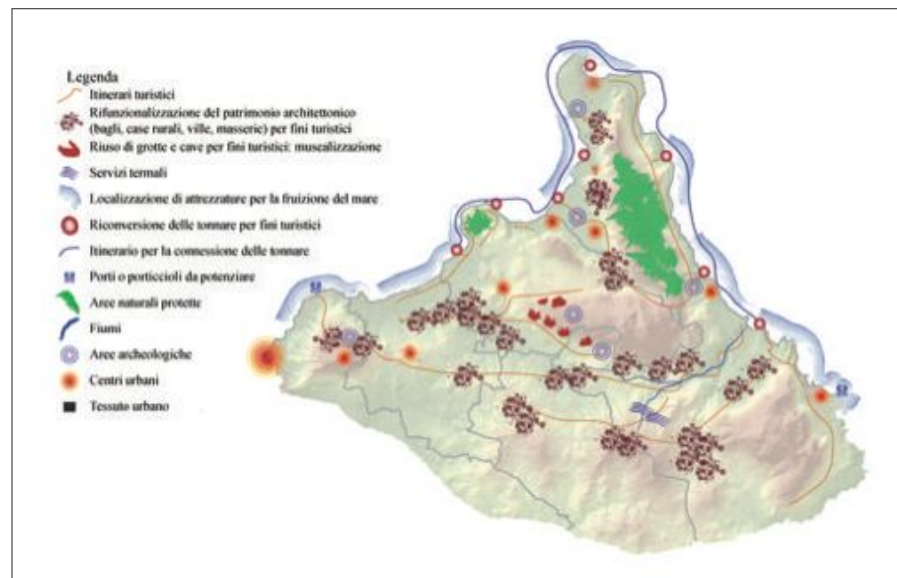 Legenda
Itinerari turistici
Rifunzionalizzazione del patrimonio architettonico
(bagli, case rurali, ville, masserie) per fini turistici
Riuso di grotte e cave per fini turistici: musealizzazione
Servizi termali
Localizzazione di attrezzature per la fruizione del mare
Riconversione delle tonnare per fini turistici
Itinerario per la connessione delle tonnare
Porti o porticcioli da potenziare
Aree naturali protette
Fiumi
Aree archeologiche
Centri urbani
Tessuto urbano